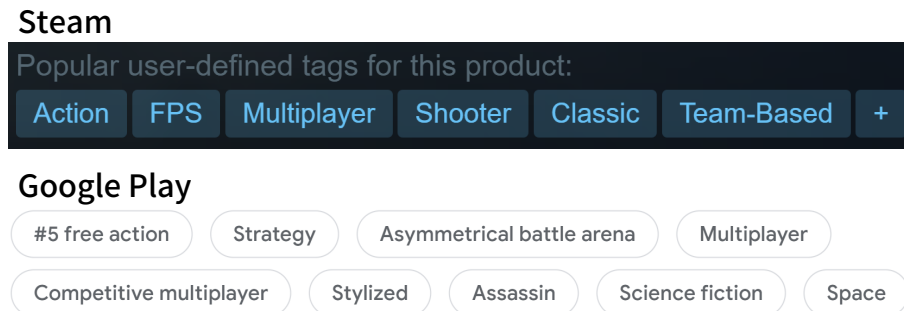 Steam
Popular user-defined tags for this product:
Action FPS Multiplayer Shooter Classic Team-Based +
Google Play
#5 free action Strategy Asymmetrical battle arena Multiplayer
Competitive multiplayer Stylized Assassin Science fiction Space